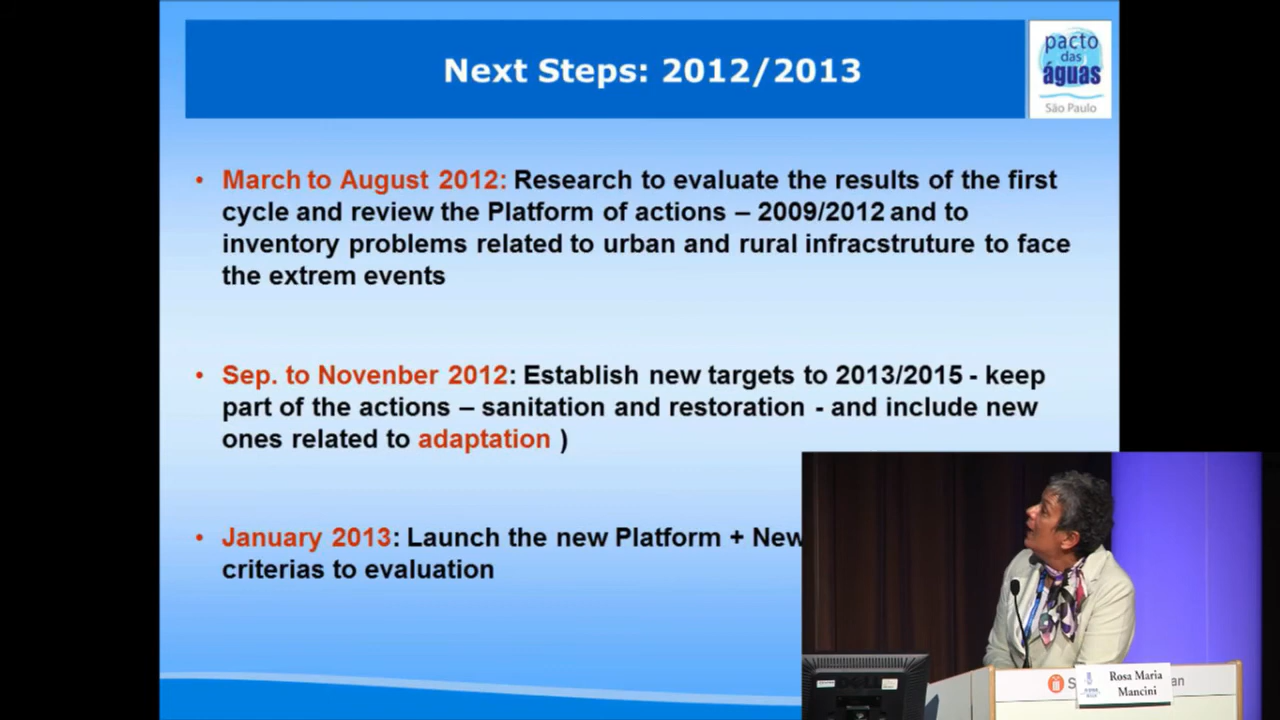 Next Steps: 2012/2013
pacto
das
águas
São Paulo
• March to August 2012: Research to evaluate the results of the first
cycle and review the Platform of actions – 2009/2012 and to
inventory problems related to urban and rural infracstruture to face
the extrem events
• Sep. to Novenber 2012: Establish new targets to 2013/2015 - keep
part of the actions – sanitation and restoration - and include new
ones related to adaptation )
• January 2013: Launch the new Platform + New
criterias to evaluation
Rosa Maria
Mancini
DELL